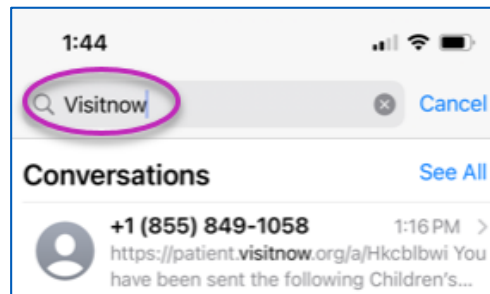 1:44
Visitnow
Cancel
Conversations
See All
+1 (855) 849-1058
1:16 PM
https://patient.visitnow.org/a/Hkcblbwi You
have been sent the following Children's...